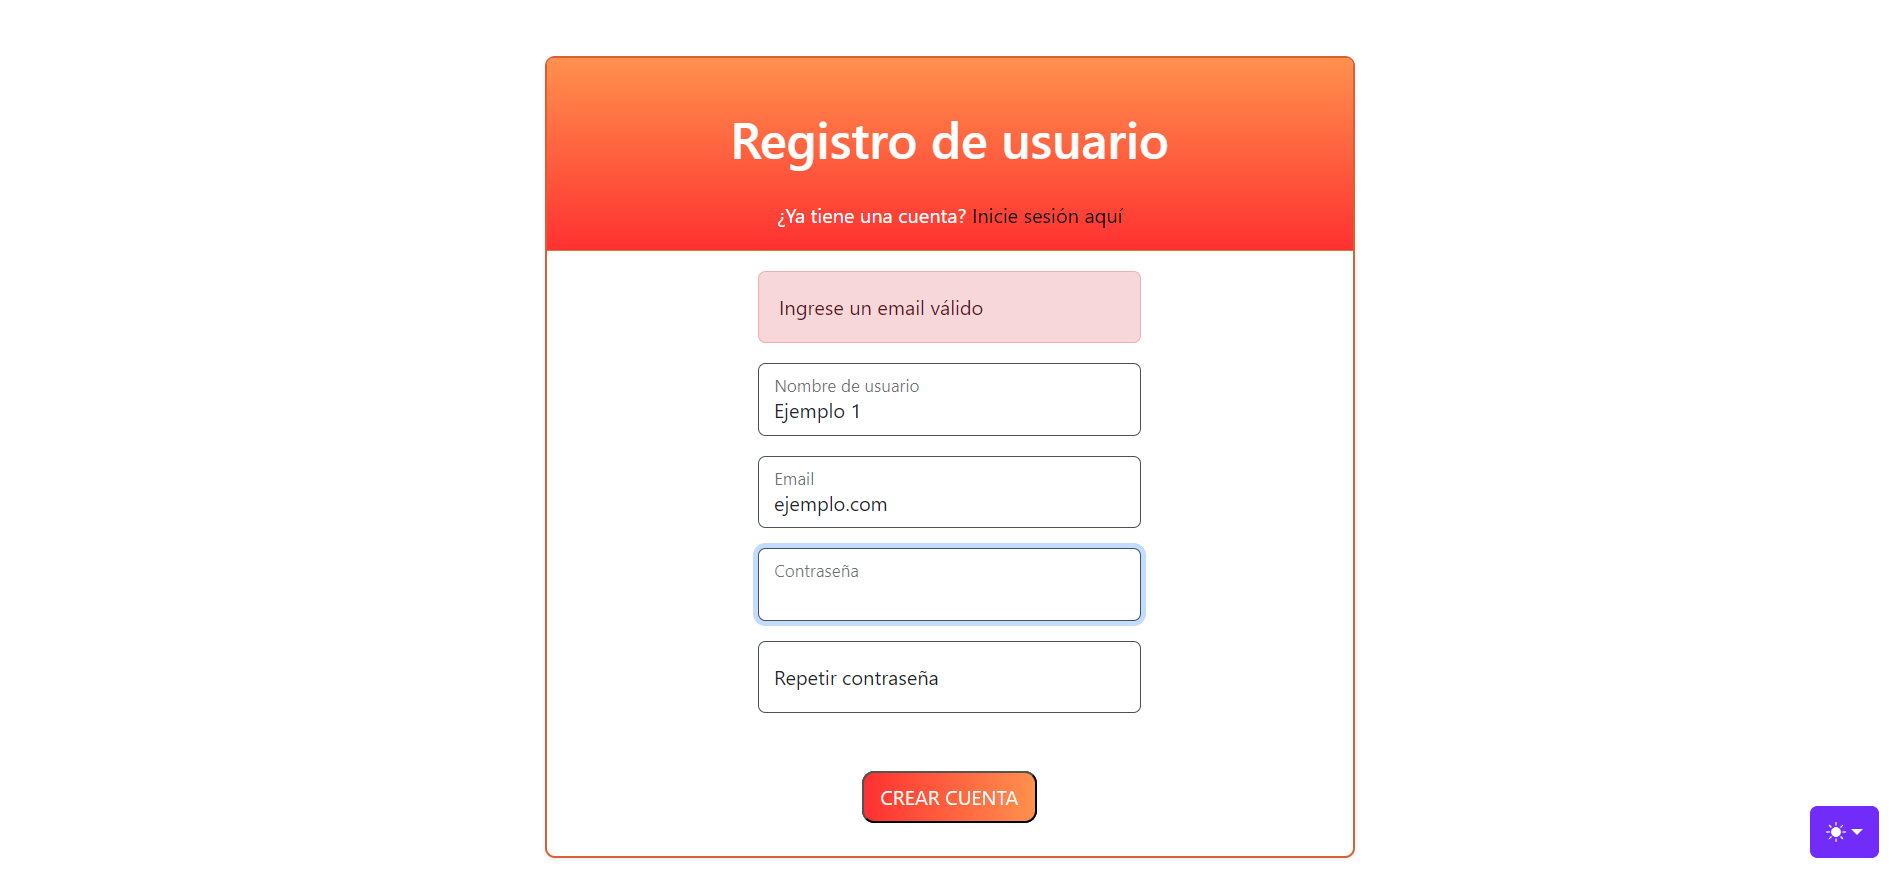 Registro de usuario
¿Ya tiene una cuenta? Inicie sesión aquí
Ingrese un email válido
Nombre de usuario
Ejemplo 1
Email
ejemplo.com
Contraseña
Repetir contraseña
CREAR CUENTA